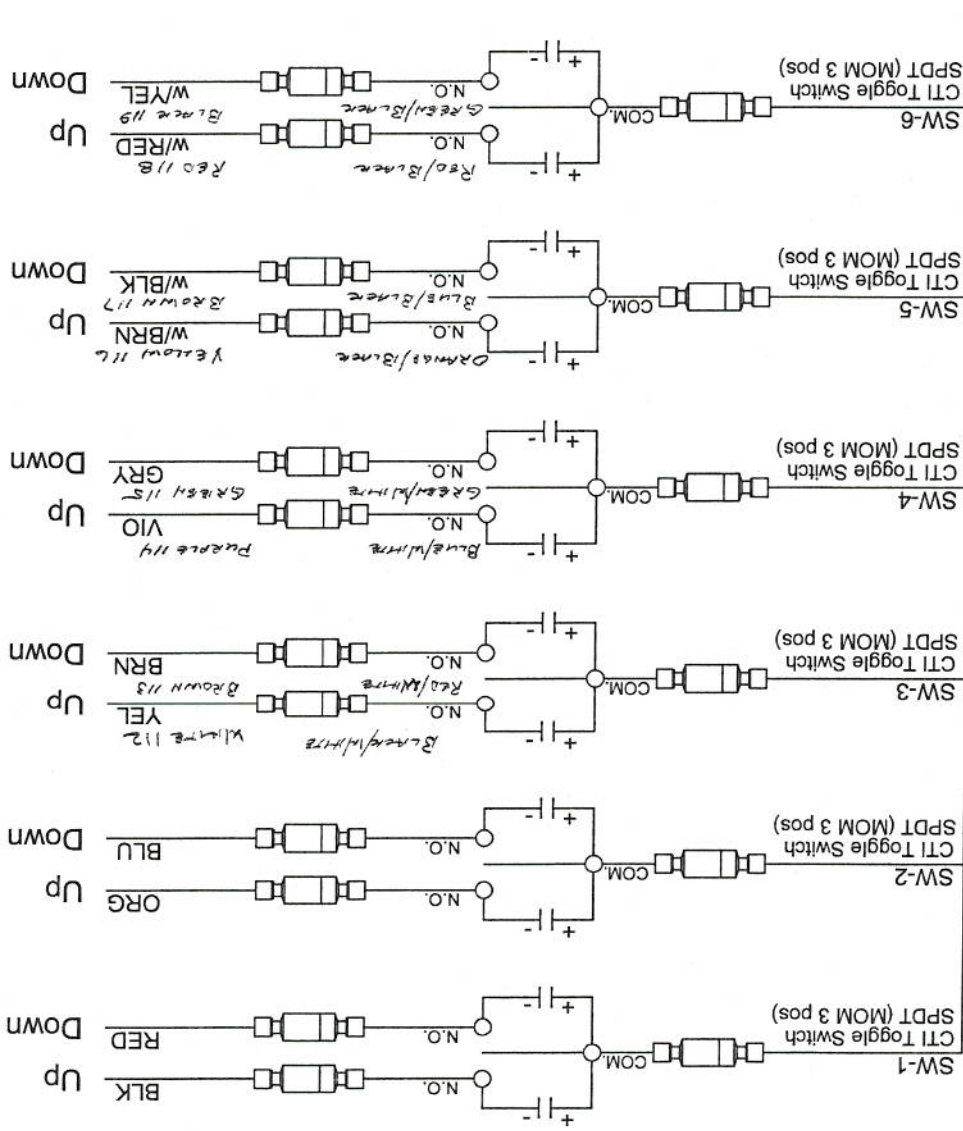 + -
N.O. BLK Up
SW-1 COM.
CTI Toggle Switch
SPDT (MOM 3 pos)
N.O. RED Down
+ -
+ -
N.O. ORG Up
SW-2 COM.
CTI Toggle Switch
SPDT (MOM 3 pos)
N.O. BLU Down
+ -
+ -
BLACK/WHITE WHITE 112
N.O. YEL Up
SW-3 COM.
RED/WHITE BROWN 113
CTI Toggle Switch
SPDT (MOM 3 pos)
N.O. BRN Down
+ -
+ -
BLUE/WHITE PURPLE 114
N.O. VIO Up
SW-4 COM.
GREEN/WHITE GREEN 115
CTI Toggle Switch
SPDT (MOM 3 pos)
N.O. GRY Down
+ -
+ -
ORANGE/BLACK YELLOW 116
N.O. W/BRN Up
SW-5 COM.
BLUE/BLACK BROWN 117
CTI Toggle Switch
SPDT (MOM 3 pos)
N.O. W/BLK Down
+ -
+ -
RED/BLACK RED 118
N.O. W/RED Up
SW-6 COM.
GREEN/BLACK BLACK 119
CTI Toggle Switch
SPDT (MOM 3 pos)
N.O. W/YEL Down
+ -